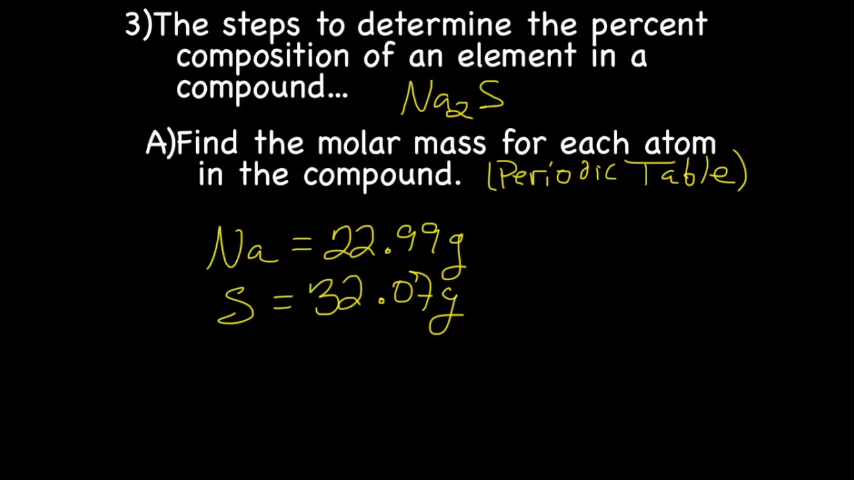 3)The steps to determine the percent
composition of an element in a
compound... Na₂S
A)Find the molar mass for each atom
in the compound. (Periodic Table)
Na = 22.99g
S = 32.07g